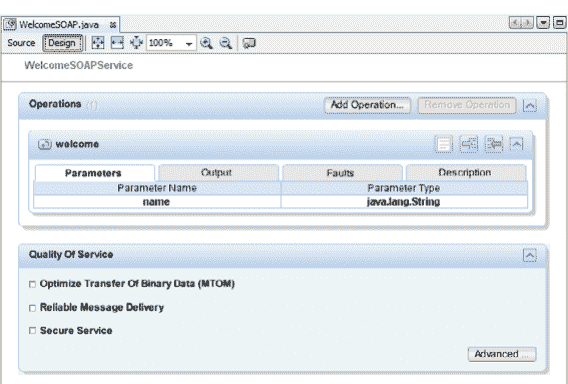 WelcomeSOAP.java
Source Design 100%
WelcomeSOAPService
Operations (1) Add Operation... Remove Operation
welcome
Parameters Output Faults Description
Parameter Name Parameter Type
name java.lang.String
Quality Of Service
Optimize Transfer Of Binary Data (MTOM)
Reliable Message Delivery
Secure Service
Advanced ...